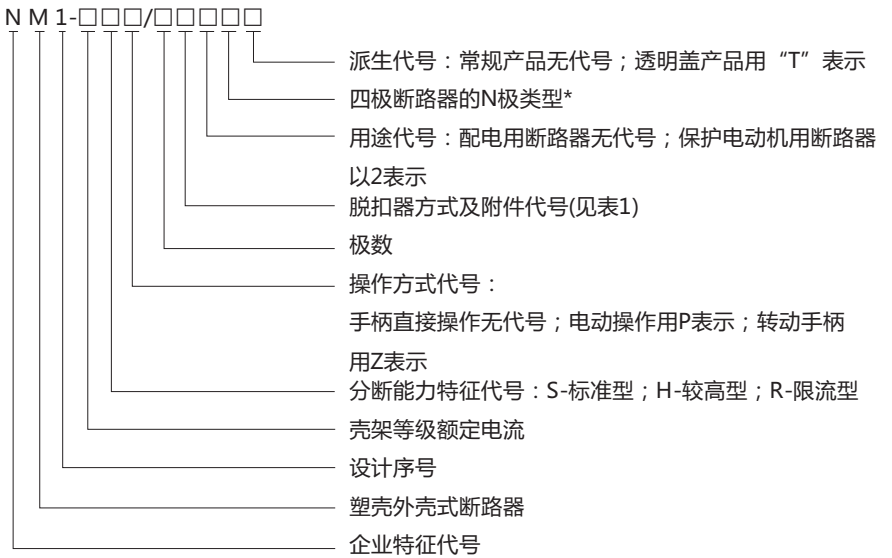 NM1-□□□/□□□□□
派生代号：常规产品无代号；透明盖产品用“T”表示
四极断路器的N极类型*
用途代号：配电用断路器无代号；保护电动机用断路器
以2表示
脱扣器方式及附件代号(见表1)
极数
操作方式代号：
手柄直接操作无代号；电动操作用P表示；转动手柄
用Z表示
分断能力特征代号：S-标准型；H-较高型；R-限流型
壳架等级额定电流
设计序号
塑壳外壳式断路器
企业特征代号